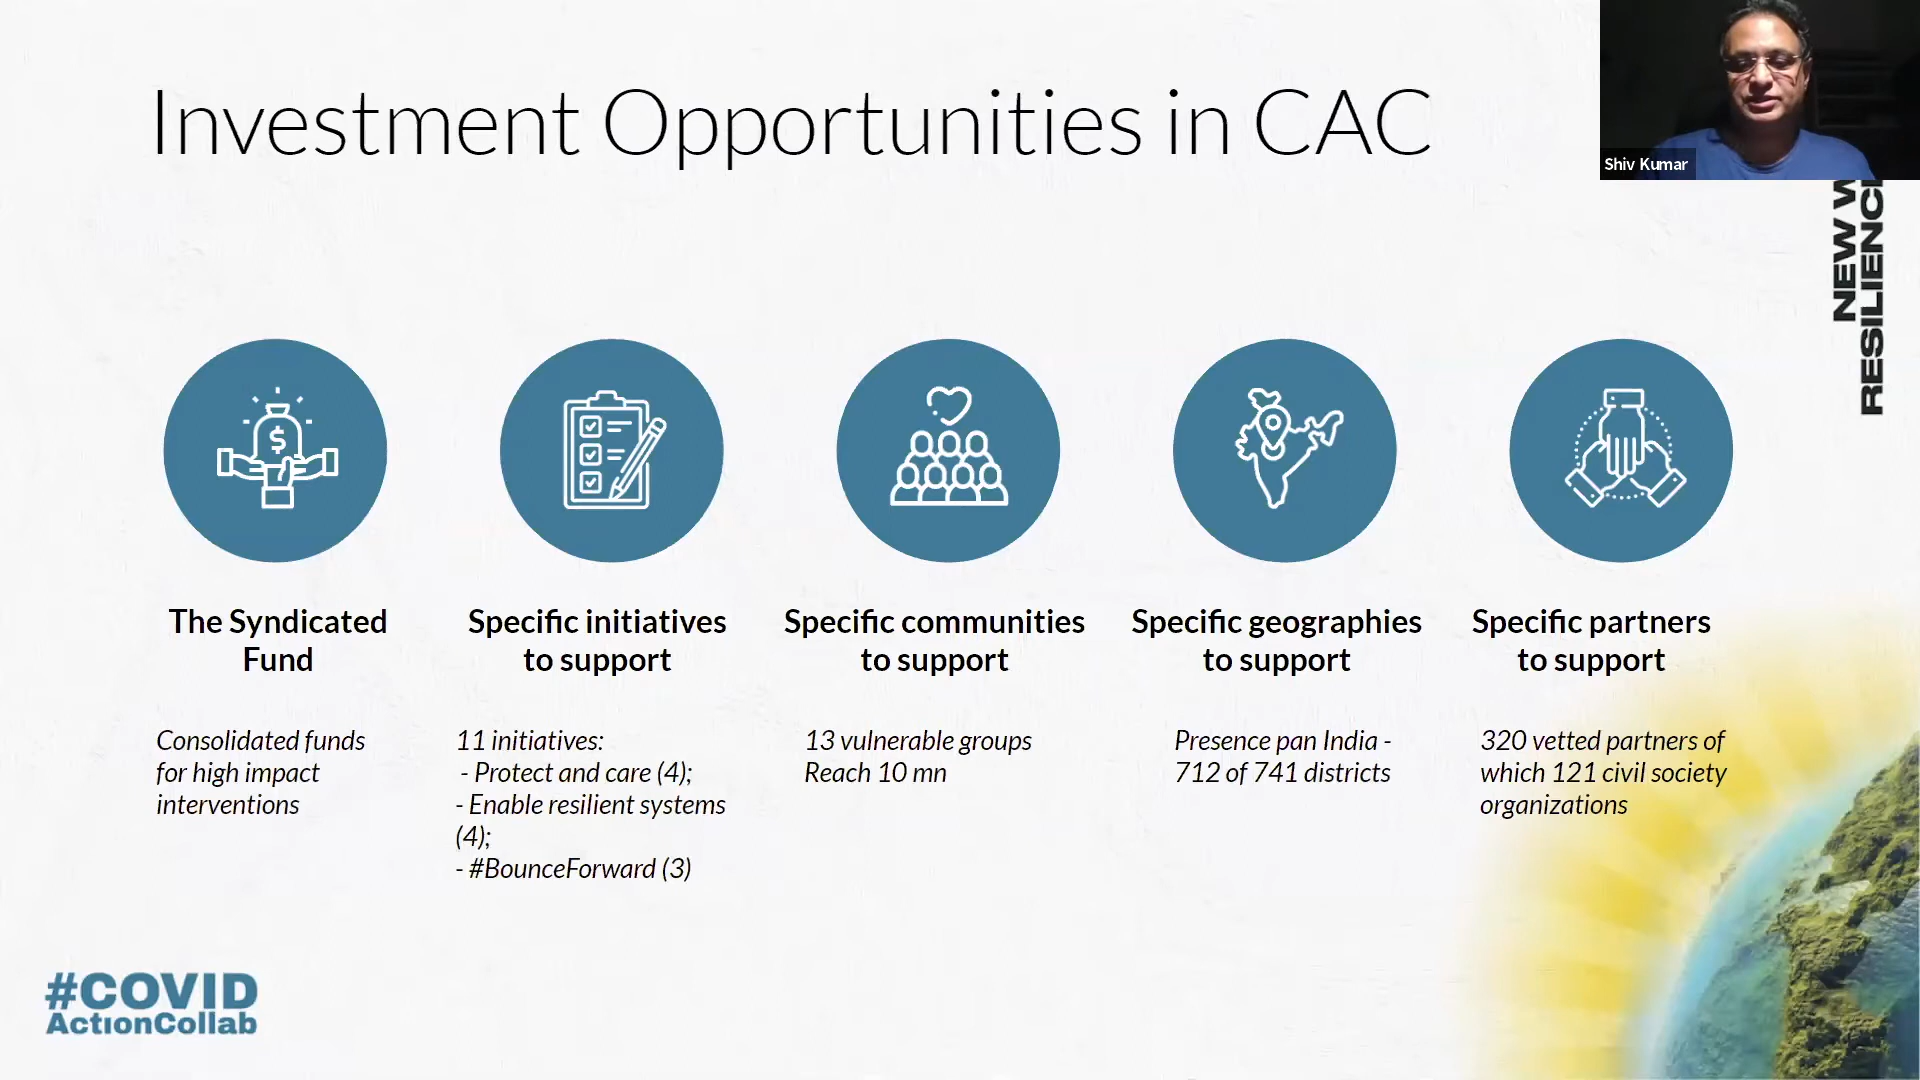 Investment Opportunities in CAC
Shiv Kumar
NEW W
RESILIENC
$
The Syndicated
Fund
Consolidated funds
for high impact
interventions
Specific initiatives
to support
11 initiatives:
- Protect and care (4);
- Enable resilient systems
(4);
- #BounceForward (3)
Specific communities
to support
13 vulnerable groups
Reach 10 mn
Specific geographies
to support
Presence pan India -
712 of 741 districts
Specific partners
to support
320 vetted partners of
which 121 civil society
organizations
#COVID
ActionCollab